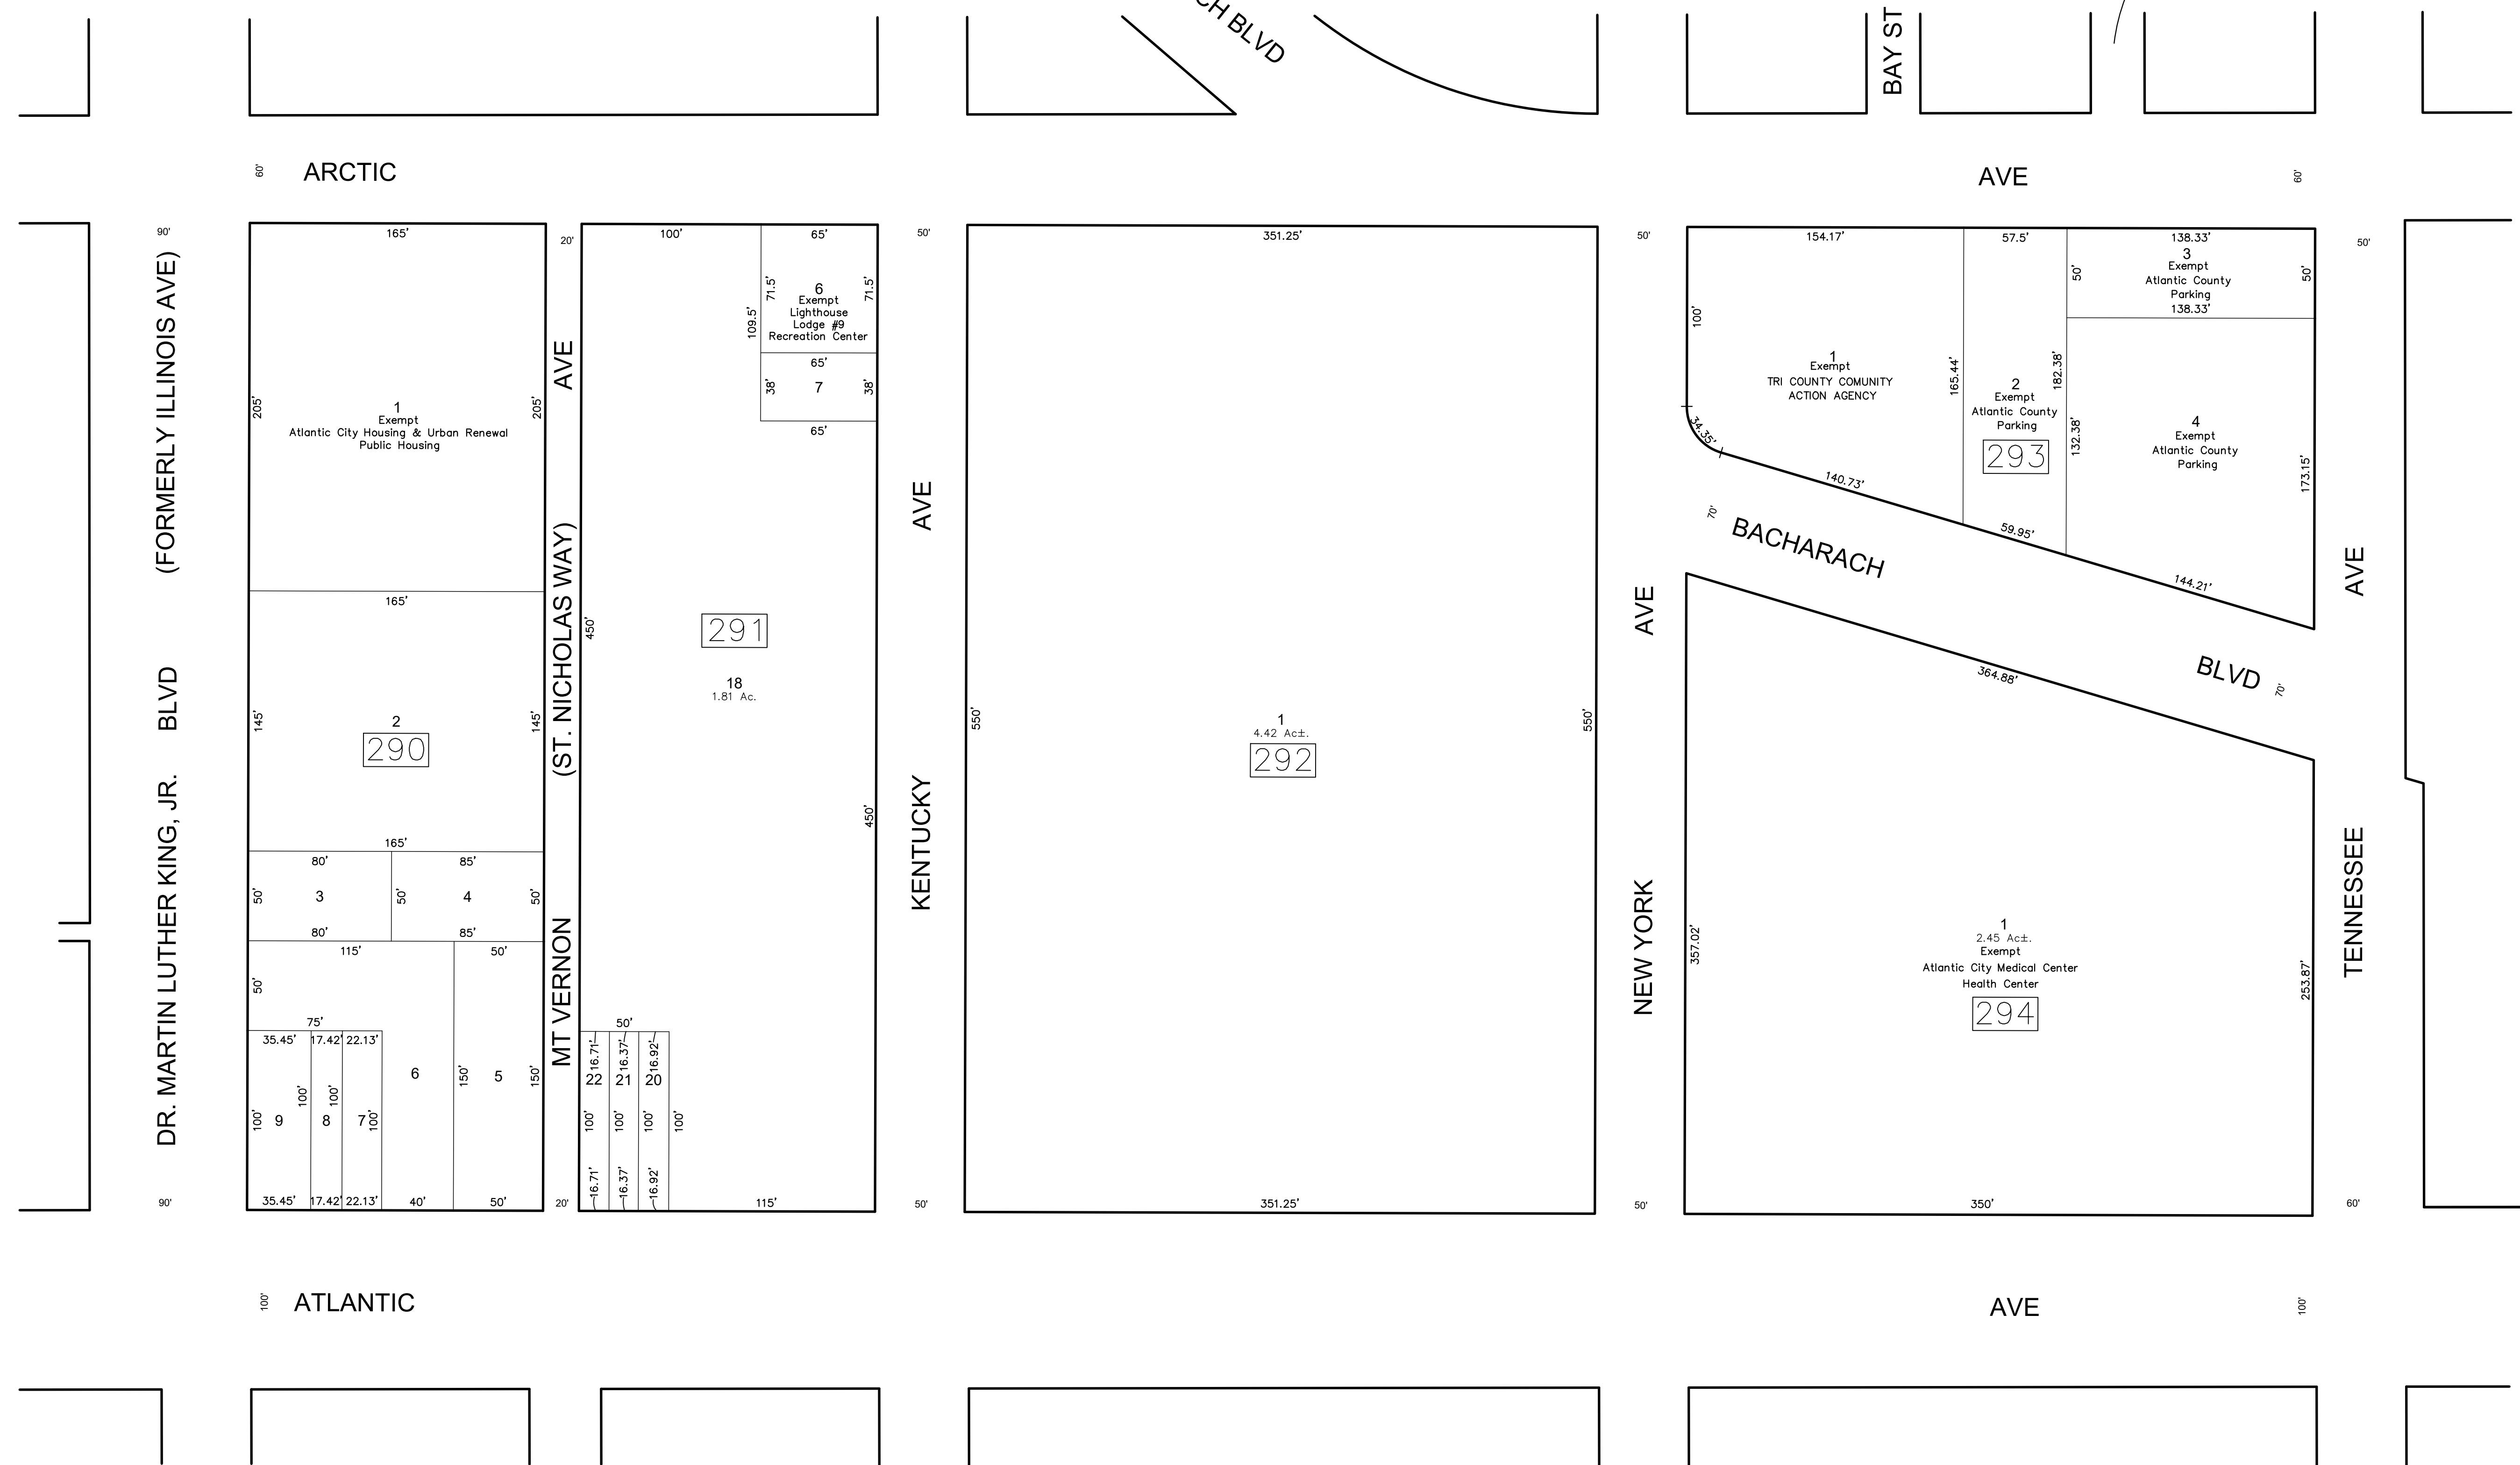 CH BLVD
BAY ST
60'
ARCTIC
AVE
60'
90'
(FORMERLY ILLINOIS AVE)
BLVD
DR. MARTIN LUTHER KING, JR.
90'
165'
205'
205'
1
Exempt
Atlantic City Housing & Urban Renewal
Public Housing
165'
145'
145'
2
290
165'
80'
85'
50'
3
50'
4
50'
80'
85'
115'
50'
50'
75'
35.45'
17.42'
22.13'
6
150'
5
150'
100'
9
100'
8
100'
7
100'
35.45'
17.42'
22.13'
40'
50'
20'
AVE
(ST. NICHOLAS WAY)
MT VERNON
20'
100'
65'
109.5'
71.5'
71.5'
6
Exempt
Lighthouse
Lodge #9
Recreation Center
65'
38'
7
38'
65'
450'
291
18
1.81 Ac.
450'
50'
16.71'
16.37'
16.92'
22
21
20
100'
100'
100'
100'
16.71'
16.37'
16.92'
115'
50'
AVE
KENTUCKY
50'
351.25'
550'
550'
1
4.42 Ac±.
292
351.25'
50'
AVE
NEW YORK
50'
154.17'
57.5'
138.33'
3
Exempt
Atlantic County
Parking
138.33'
50'
50'
100'
1
Exempt
TRI COUNTY COMUNITY
ACTION AGENCY
165.44'
182.38'
2
Exempt
Atlantic County
Parking
293
132.38'
4
Exempt
Atlantic County
Parking
173.15'
34.35'
140.73'
59.95'
144.21'
70'
BACHARACH
BLVD
70'
364.88'
357.02'
1
2.45 Ac±.
Exempt
Atlantic City Medical Center
Health Center
294
253.87'
350'
50'
AVE
TENNESSEE
60'
100'
ATLANTIC
AVE
100'